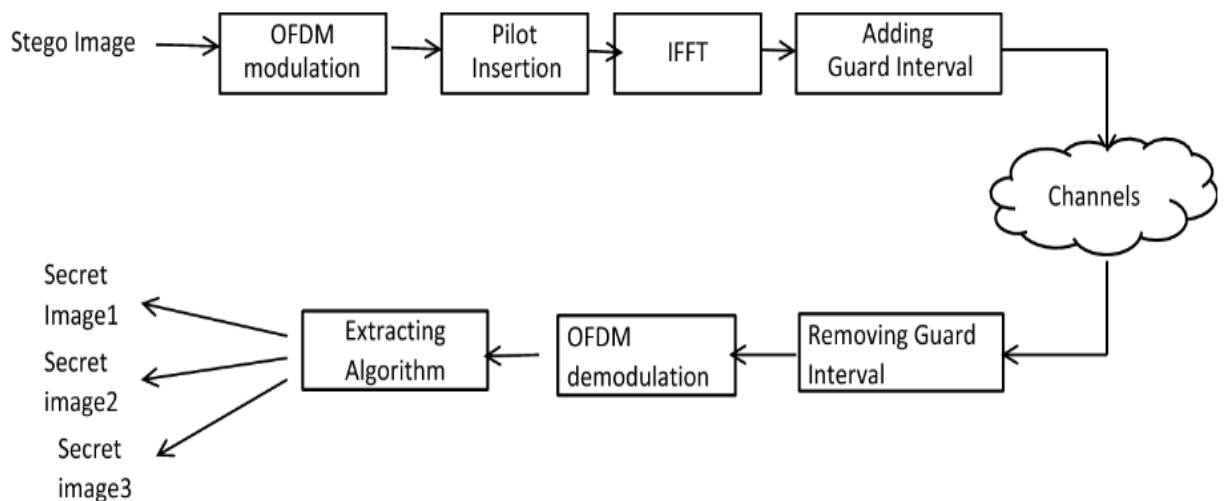 Stego Image
OFDM
modulation
Pilot
Insertion
IFFT
Adding
Guard Interval
Channels
Removing Guard
Interval
OFDM
demodulation
Extracting
Algorithm
Secret
Image1
Secret
image2
Secret
image3